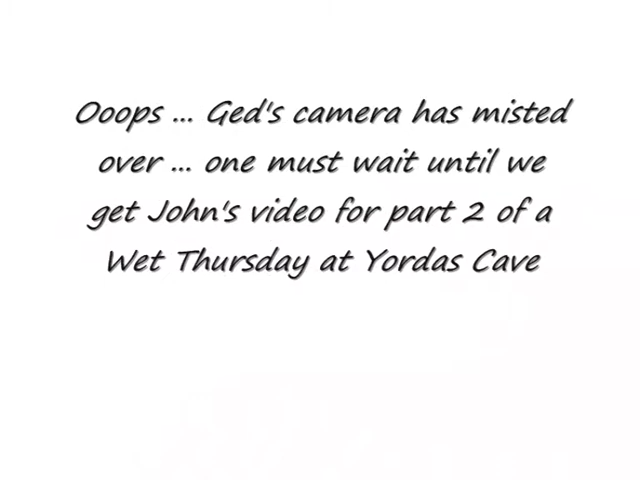 Ooops ... Ged's camera has misted
over ... one must wait until we
get John's video for part 2 of a
Wet Thursday at Yordas Cave